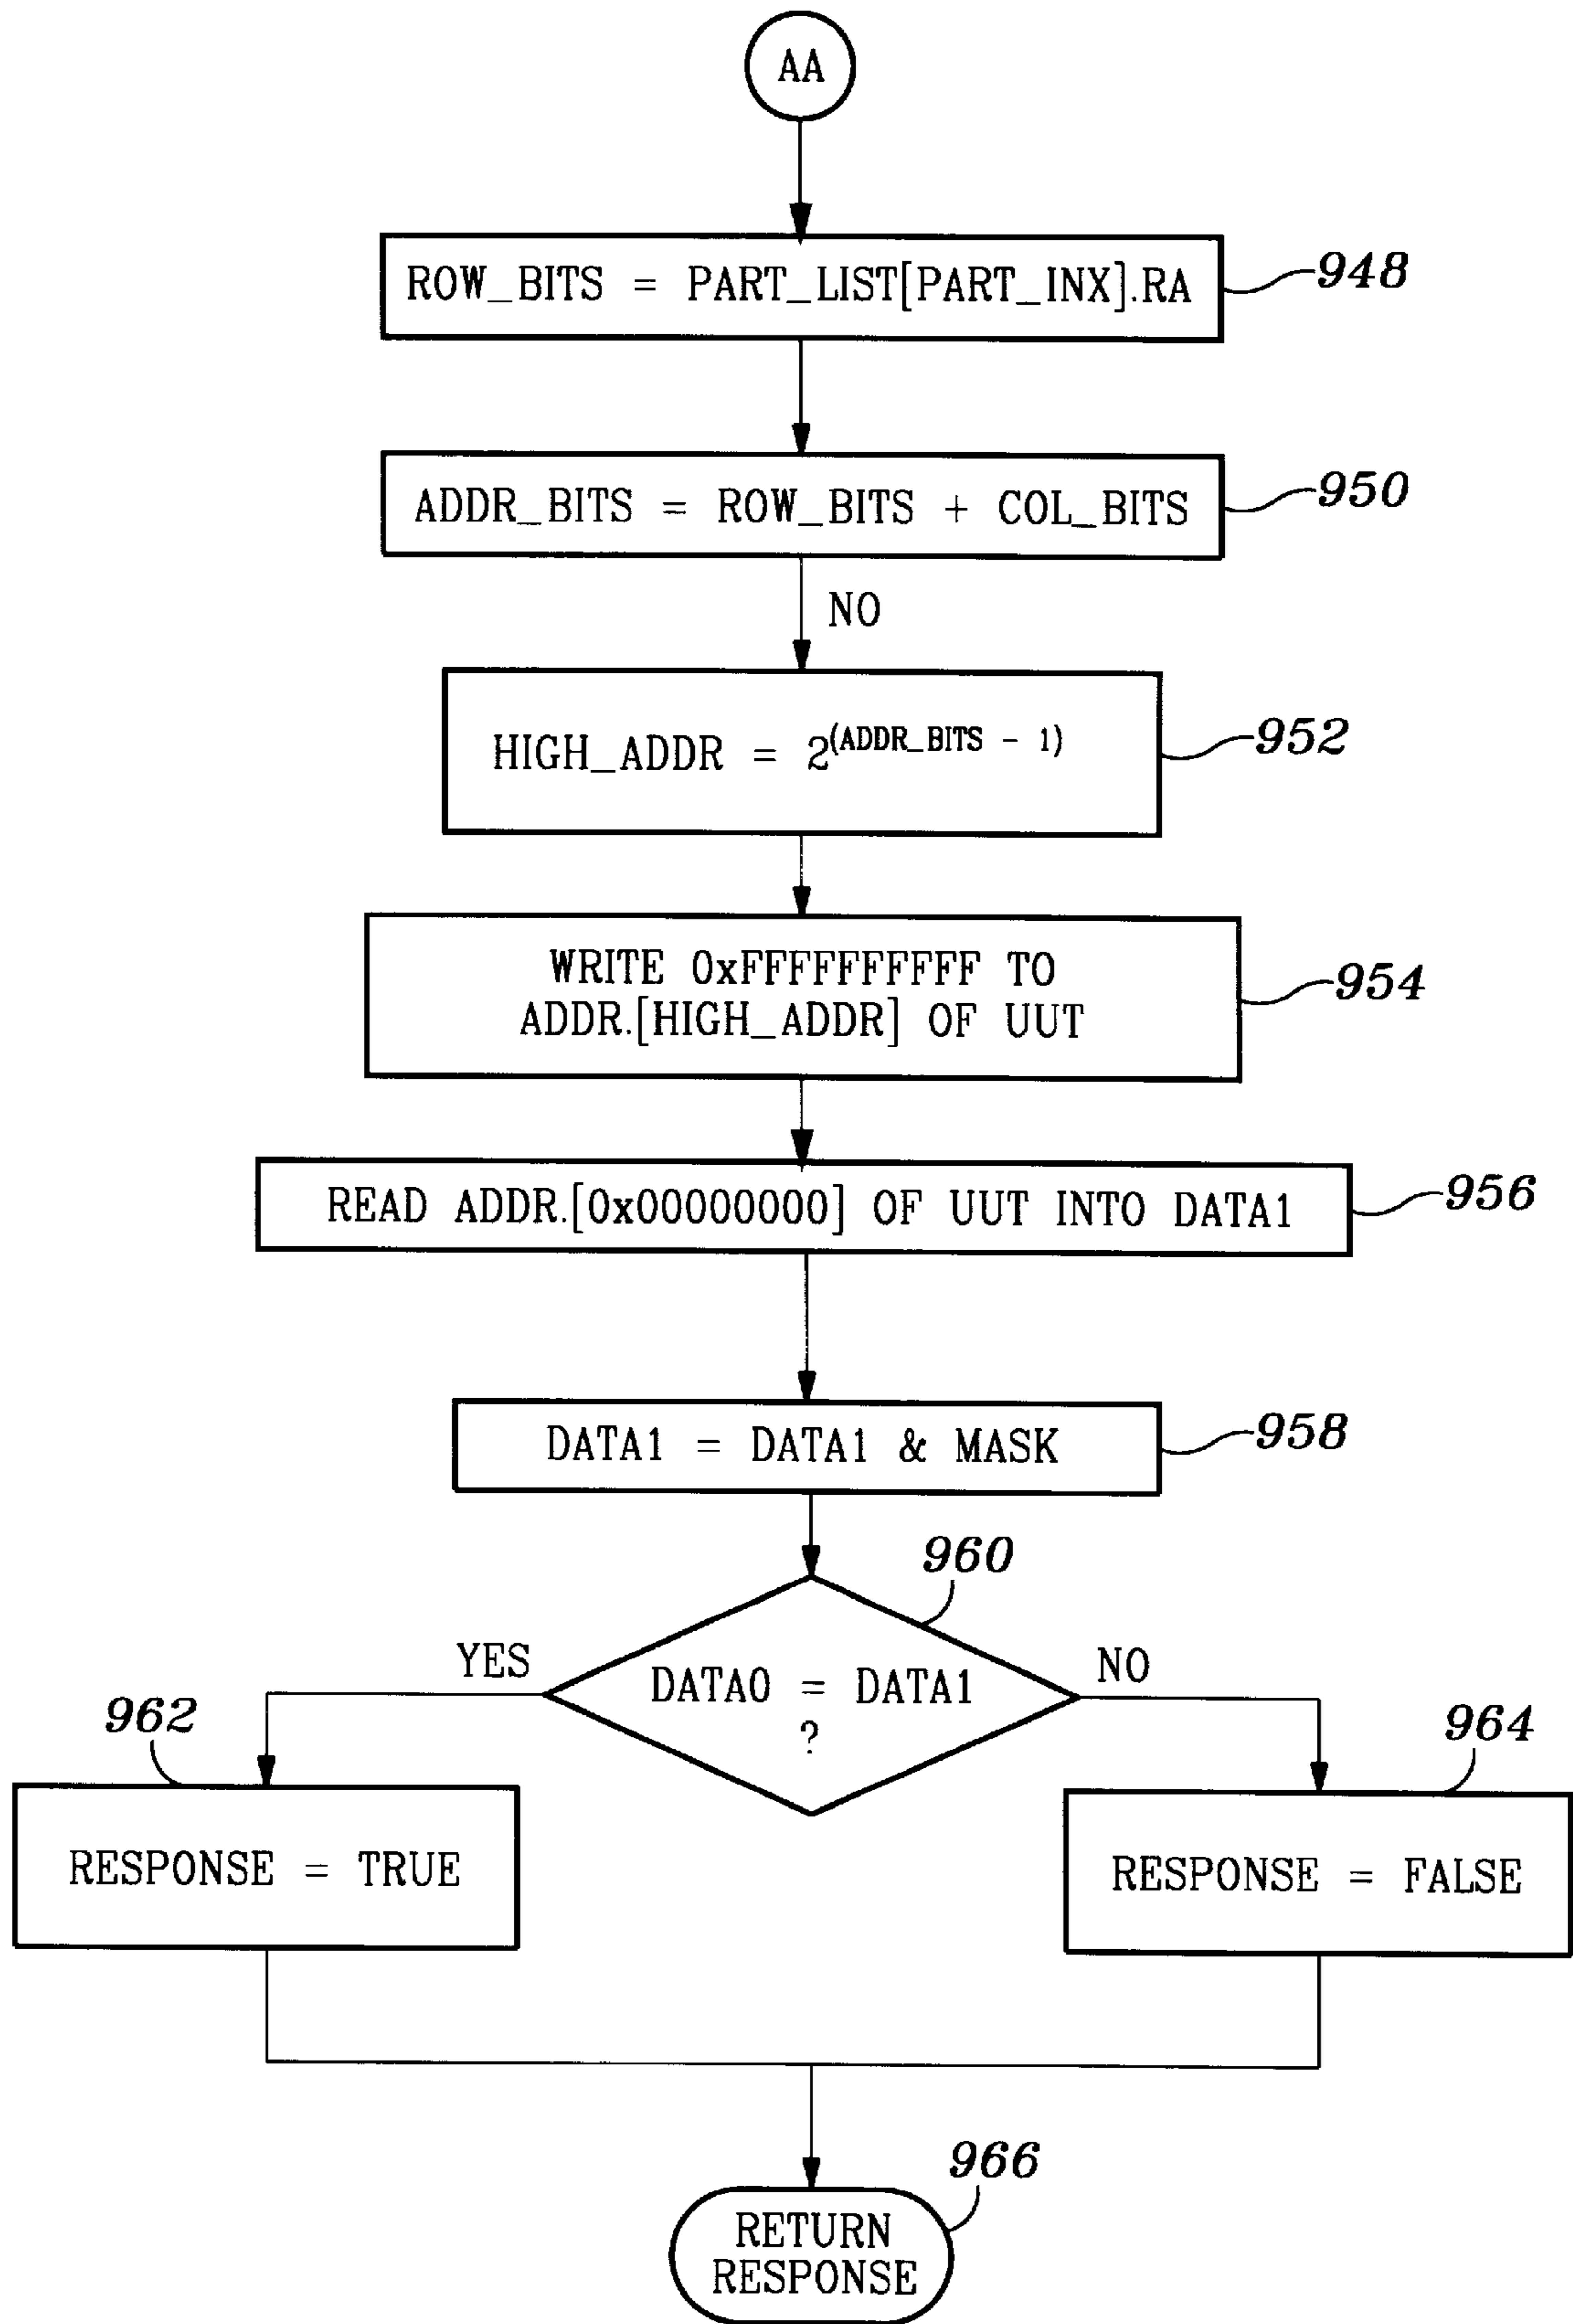 AA
ROW_BITS = PART_LIST[PART_INX].RA
948
ADDR_BITS = ROW_BITS + COL_BITS
950
NO
HIGH_ADDR = 2(ADDR_BITS - 1)
952
WRITE 0xFFFFFFFFFF TO
ADDR.[HIGH_ADDR] OF UUT
954
READ ADDR.[0x00000000] OF UUT INTO DATA1
956
DATA1 = DATA1 & MASK
958
960
YES
DATA0 = DATA1
?
NO
962
964
RESPONSE = TRUE
RESPONSE = FALSE
966
RETURN
RESPONSE